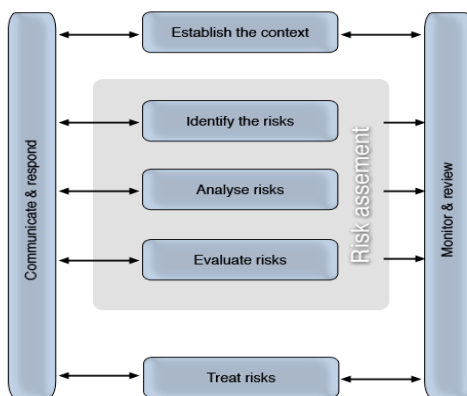 Establish the context
Identify the risks
Analyse risks
Evaluate risks
Treat risks
Communicate & respond
Risk assement
Monitor & review